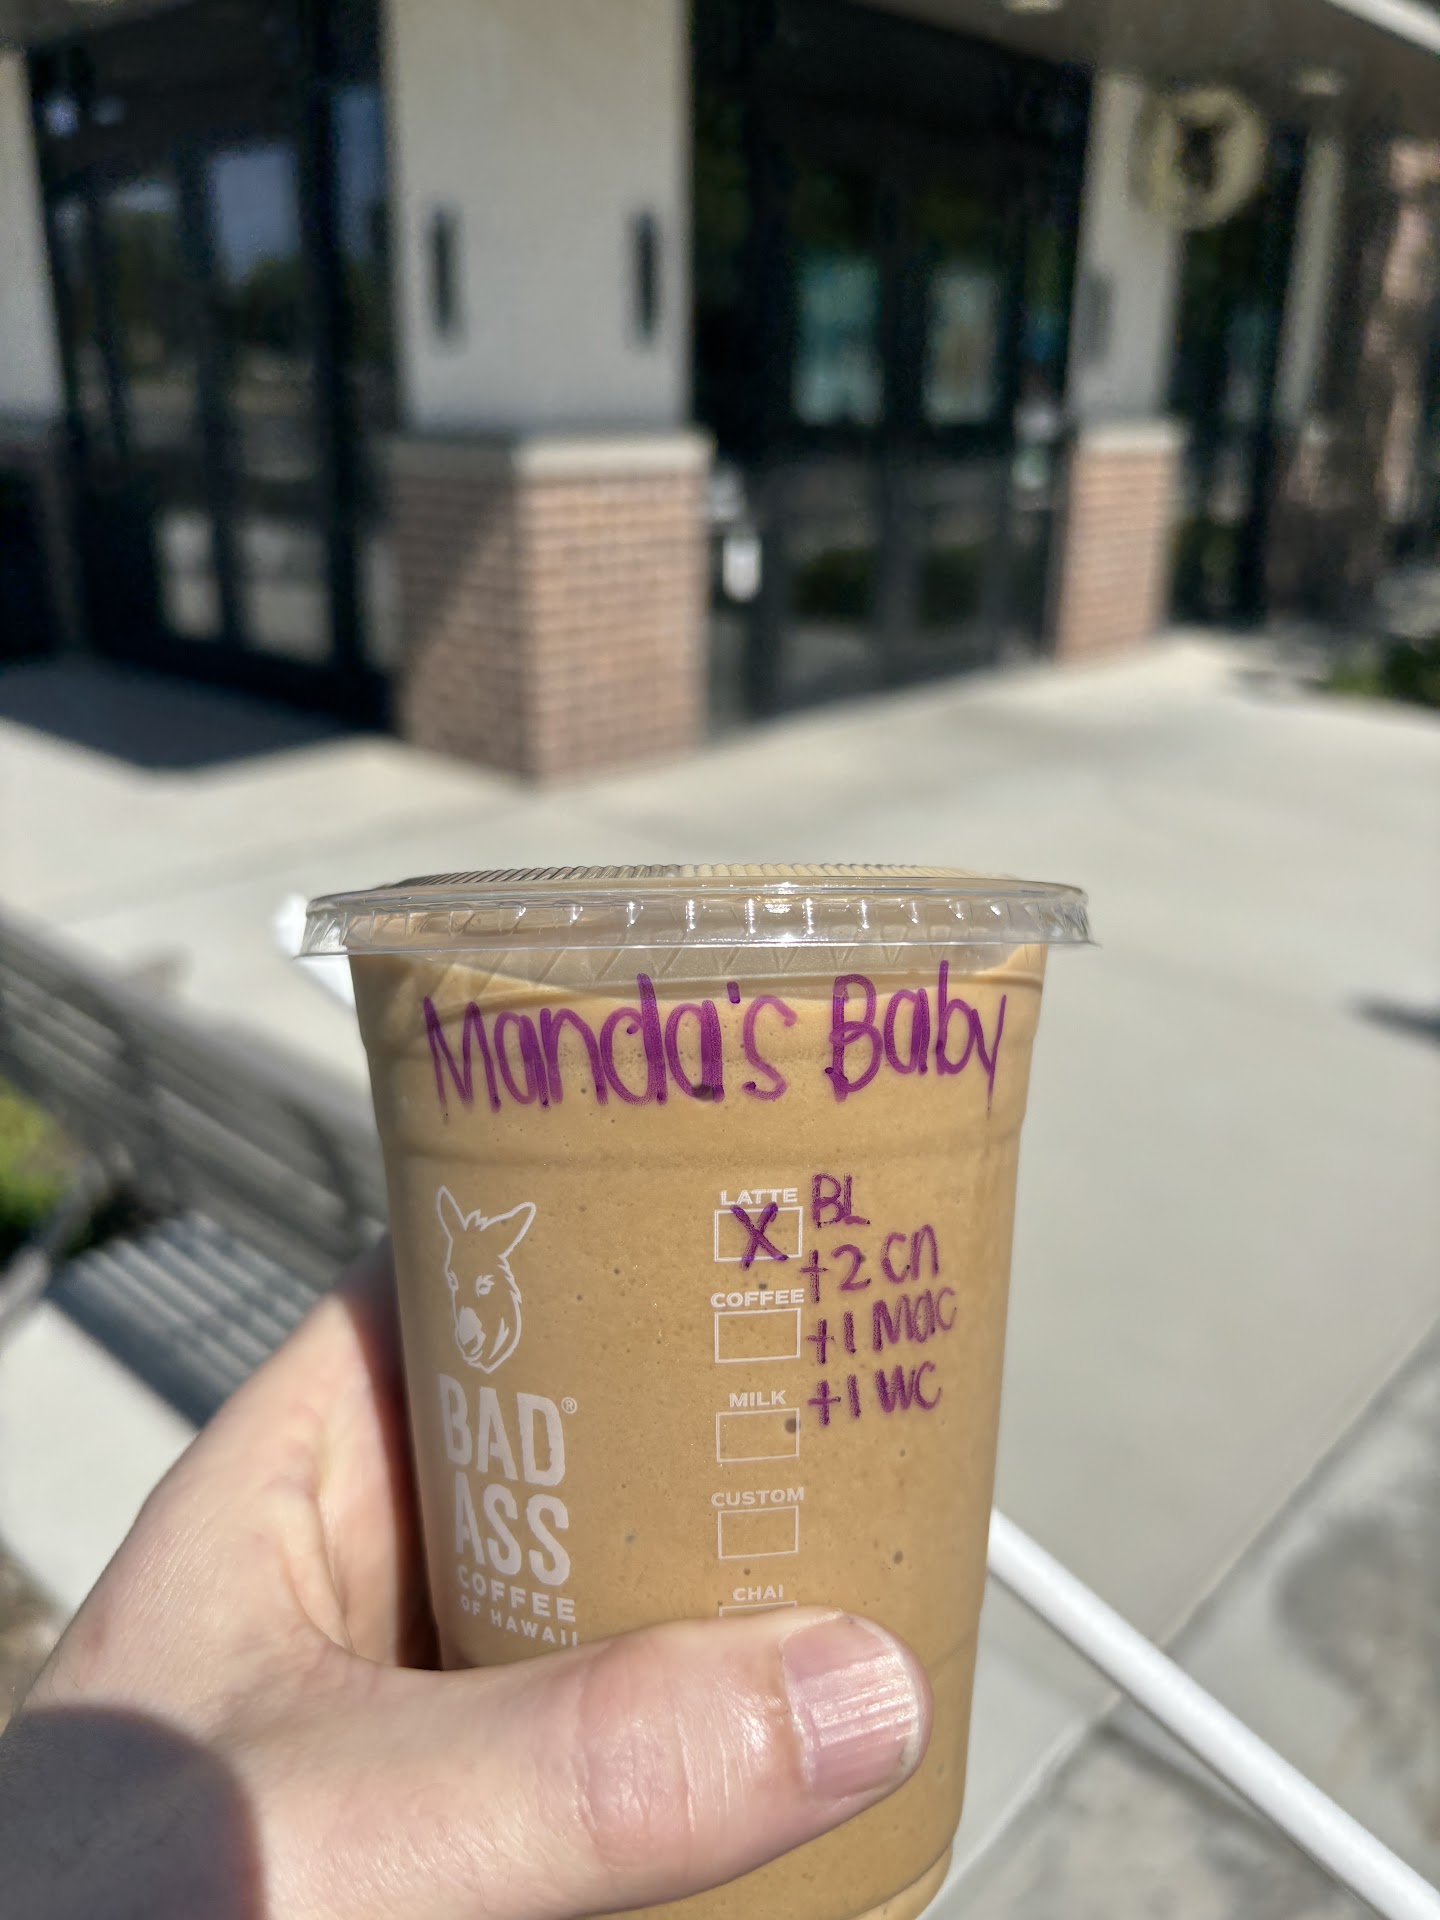 Manda's Baby
BAD®
ASS
COFFEE
OF HAWAII
LATTE
X
BL
+2 cn
+1 Mac
+1 WC
COFFEE
MILK
CUSTOM
CHAI